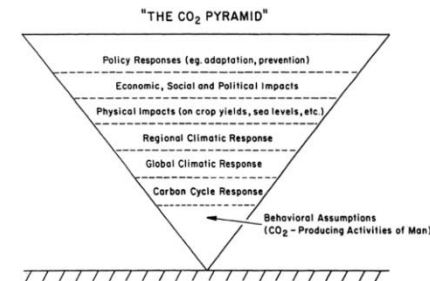 "THE CO₂ PYRAMID"
Policy Responses (eg. adaptation, prevention)
Economic, Social and Political Impacts
Physical Impacts (on crop yields, sea levels, etc.)
Regional Climatic Response
Global Climatic Response
Carbon Cycle Response
Behavioral Assumptions
(CO₂ - Producing Activities of Man)